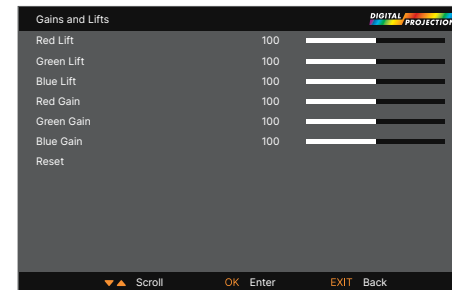 Gains and Lifts DIGITAL PROJECTION
Red Lift 100
Green Lift 100
Blue Lift 100
Red Gain 100
Green Gain 100
Blue Gain 100
Reset
Scroll OK Enter EXIT Back